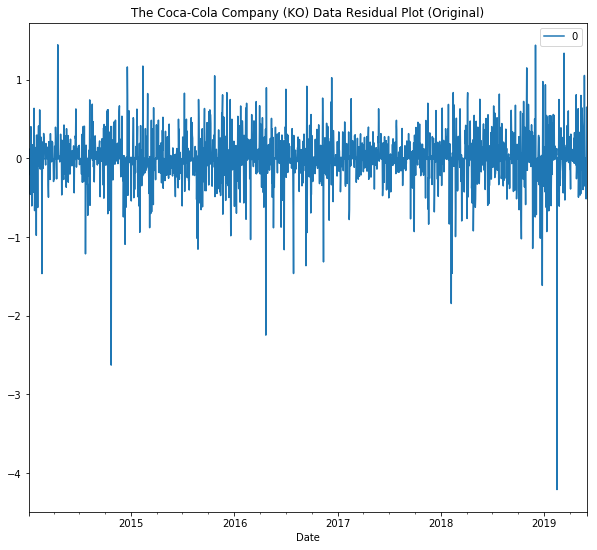 The Coca-Cola Company (KO) Data Residual Plot (Original)
0
1
0
−1
−2
−3
−4
2015 2016 2017 2018 2019
Date